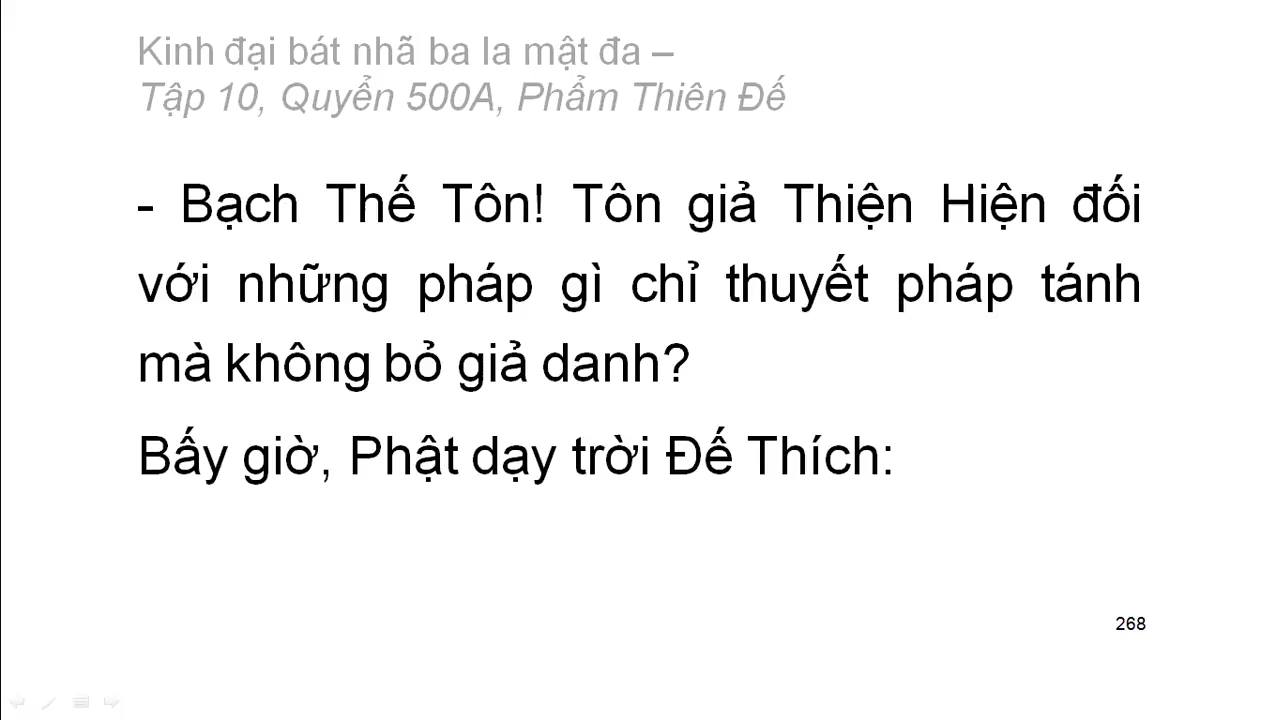 Kinh đại bát nhã ba la mật đa –
Tập 10, Quyển 500A, Phẩm Thiên Đế
- Bạch Thế Tôn! Tôn giả Thiện Hiện đối
với những pháp gì chỉ thuyết pháp tánh
mà không bỏ giả danh?
Bấy giờ, Phật dạy trời Đế Thích:
268